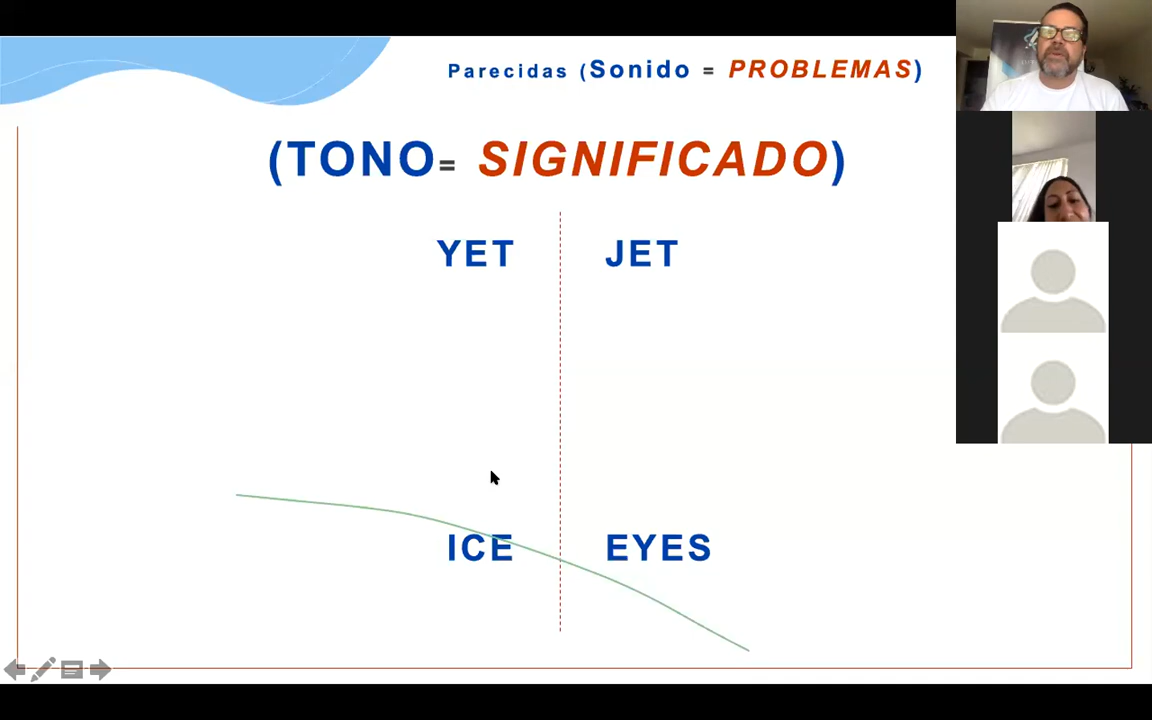 Parecidas (Sonido = PROBLEMAS)
(TONO= SIGNIFICADO)
YET JET
ICE EYES